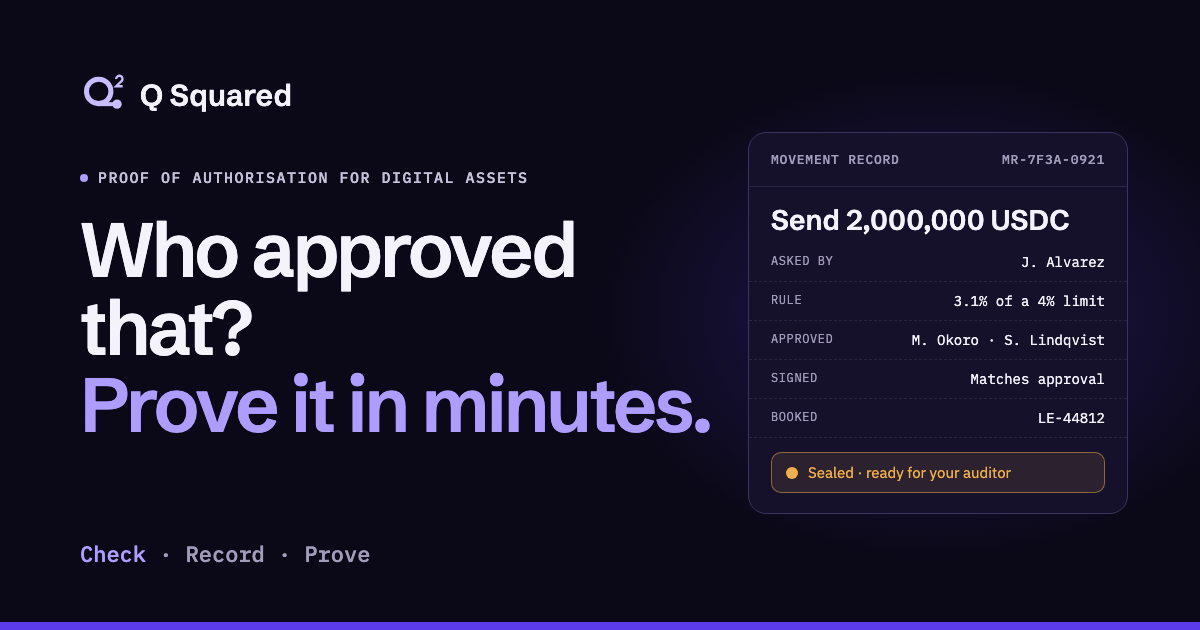 Q2
Q Squared
PROOF OF AUTHORISATION FOR DIGITAL ASSETS
Who approved
that?
Prove it in minutes.
Check · Record · Prove
MOVEMENT RECORD MR-7F3A-0921
Send 2,000,000 USDC
ASKED BY J. Alvarez
RULE 3.1% of a 4% limit
APPROVED M. Okoro · S. Lindqvist
SIGNED Matches approval
BOOKED LE-44812
Sealed · ready for your auditor